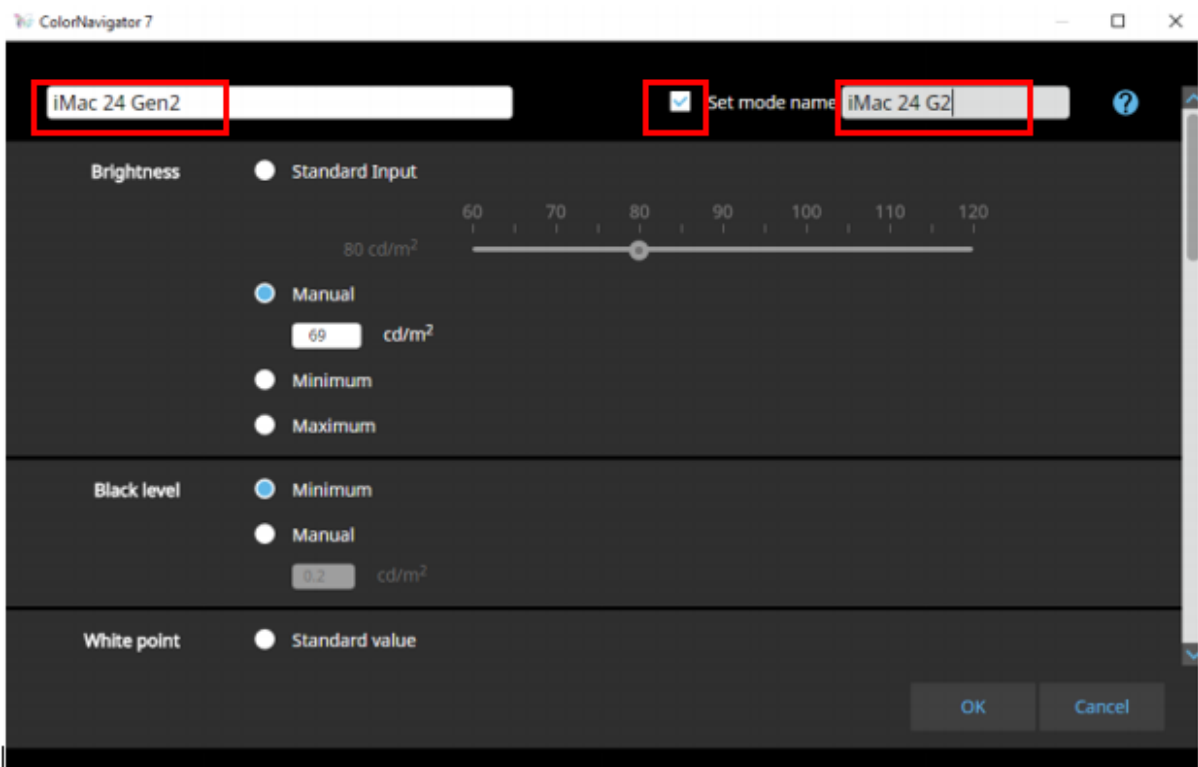 ColorNavigator 7
iMac 24 Gen2
Set mode name iMac 24 G2
Brightness
Standard Input
60 70 80 90 100 110 120
80 cd/m²
Manual
69 cd/m²
Minimum
Maximum
Black level
Minimum
Manual
0.2 cd/m²
White point
Standard value
OK Cancel